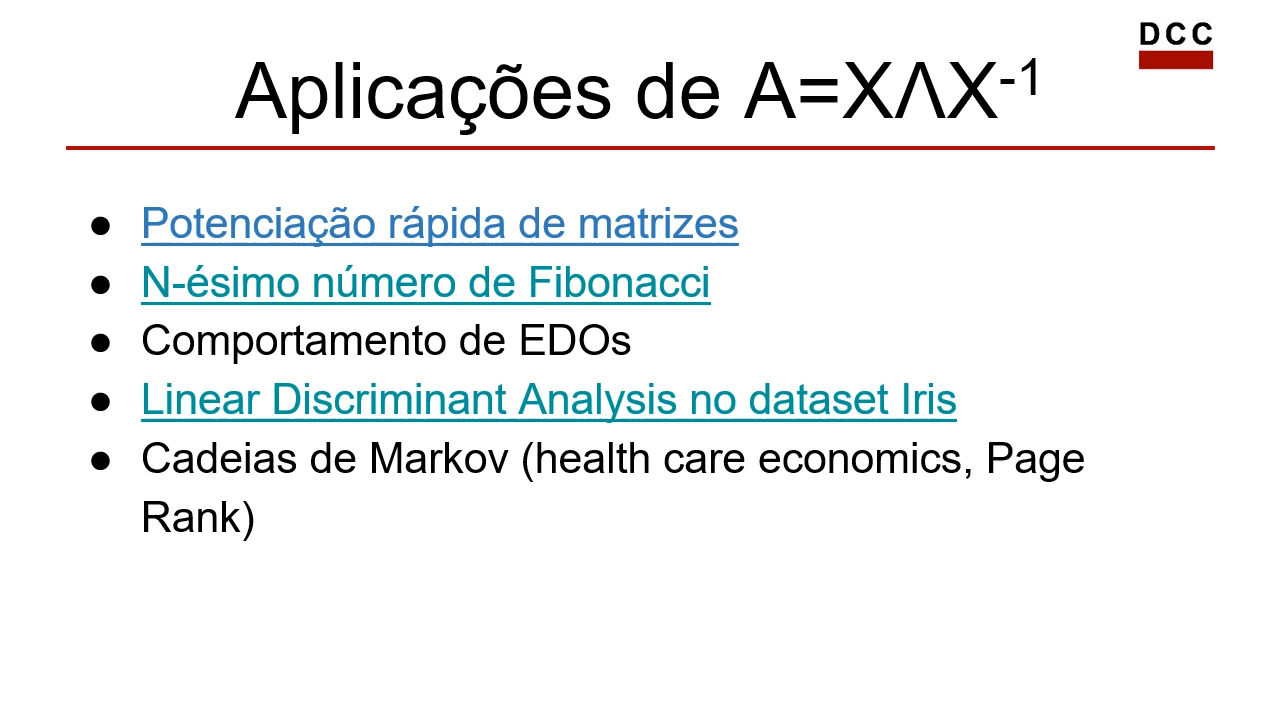 DCC
Aplicações de A=XΛX⁻¹
● Potenciação rápida de matrizes
● N-ésimo número de Fibonacci
● Comportamento de EDOs
● Linear Discriminant Analysis no dataset Iris
● Cadeias de Markov (health care economics, Page
Rank)